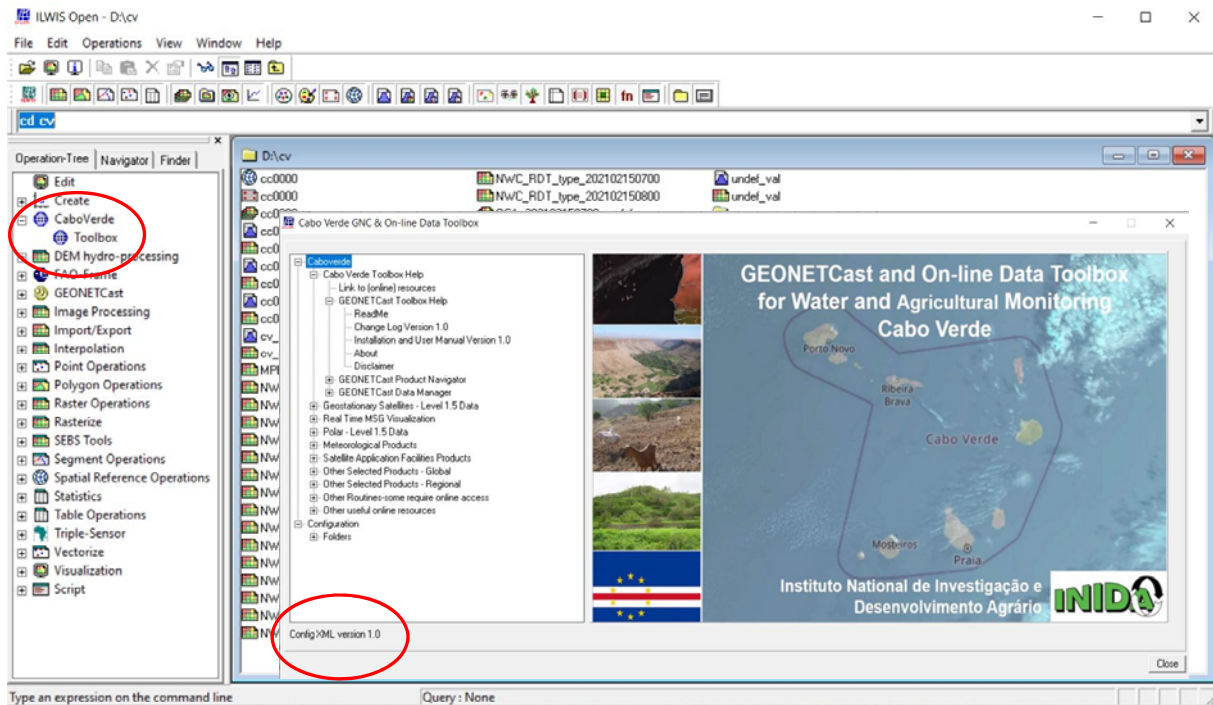 ILWIS Open - D:\cv
File Edit Operations View Window Help
cd cv
Operation-Tree Navigator Finder
Edit
Create
CaboVerde
Toolbox
DEM hydro-processing
FAO-Frame
GEONETCast
Image Processing
Import/Export
Interpolation
Point Operations
Polygon Operations
Raster Operations
Rasterize
SEBS Tools
Segment Operations
Spatial Reference Operations
Statistics
Table Operations
Triple-Sensor
Vectorize
Visualization
Script
D:\cv
cc0000 NWC_RDT_type_202102150700 undef_val
cc0000 NWC_RDT_type_202102150800 undef_val
Cabo Verde GNC & On-line Data Toolbox
Caboverde
Cabo Verde Toolbox Help
Link to (online) resources
GEONETCast Toolbox Help
ReadMe
Change Log Version 1.0
Installation and User Manual Version 1.0
About
Disclaimer
GEONETCast Product Navigator
GEONETCast Data Manager
Geostationary Satellites - Level 1.5 Data
Real Time MSG Visualization
Polar - Level 1.5 Data
Meteorological Products
Satellite Application Facilities Products
Other Selected Products - Global
Other Selected Products - Regional
Other Routines-some require online access
Other useful online resources
Configuration
Folders
GEONETCast and On-line Data Toolbox
for Water and Agricultural Monitoring
Cabo Verde
Porto Novo
Ribeira
Brava
Cabo Verde
Mosteiros
Praia
Instituto National de Investigação e
Desenvolvimento Agrário
INIDA
Config XML version 1.0
Close
Type an expression on the command line Query : None
fn